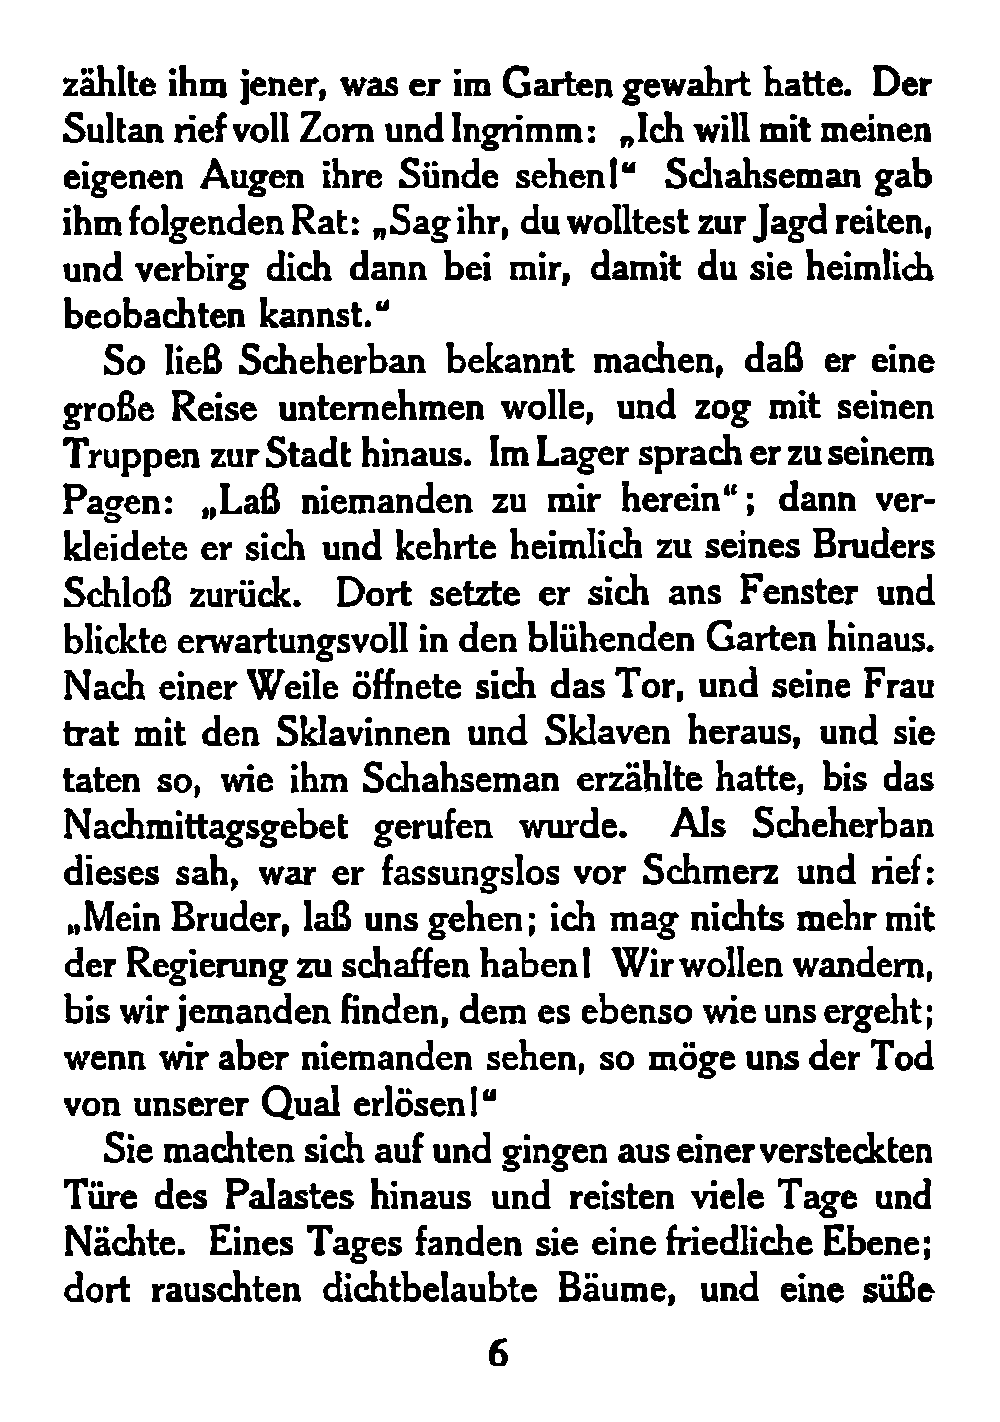 zählte ihm jener, was er im Garten gewahrt hatte. Der
Sultan rief voll Zorn und Ingrimm: „Ich will mit meinen
eigenen Augen ihre Sünde sehen!“ Schahseman gab
ihm folgenden Rat: „Sag ihr, du wolltest zur Jagd reiten,
und verbirg dich dann bei mir, damit du sie heimlich
beobachten kannst.“
So ließ Scheherban bekannt machen, daß er eine
große Reise unternehmen wolle, und zog mit seinen
Truppen zur Stadt hinaus. Im Lager sprach er zu seinem
Pagen: „Laß niemanden zu mir herein“; dann ver-
kleidete er sich und kehrte heimlich zu seines Bruders
Schloß zurück. Dort setzte er sich ans Fenster und
blickte erwartungsvoll in den blühenden Garten hinaus.
Nach einer Weile öffnete sich das Tor, und seine Frau
trat mit den Sklavinnen und Sklaven heraus, und sie
taten so, wie ihm Schahseman erzählte hatte, bis das
Nachmittagsgebet gerufen wurde. Als Scheherban
dieses sah, war er fassungslos vor Schmerz und rief:
„Mein Bruder, laß uns gehen; ich mag nichts mehr mit
der Regierung zu schaffen haben! Wir wollen wandern,
bis wir jemanden finden, dem es ebenso wie uns ergeht;
wenn wir aber niemanden sehen, so möge uns der Tod
von unserer Qual erlösen!“
Sie machten sich auf und gingen aus einer versteckten
Türe des Palastes hinaus und reisten viele Tage und
Nächte. Eines Tages fanden sie eine friedliche Ebene;
dort rauschten dichtbelaubte Bäume, und eine süße
6